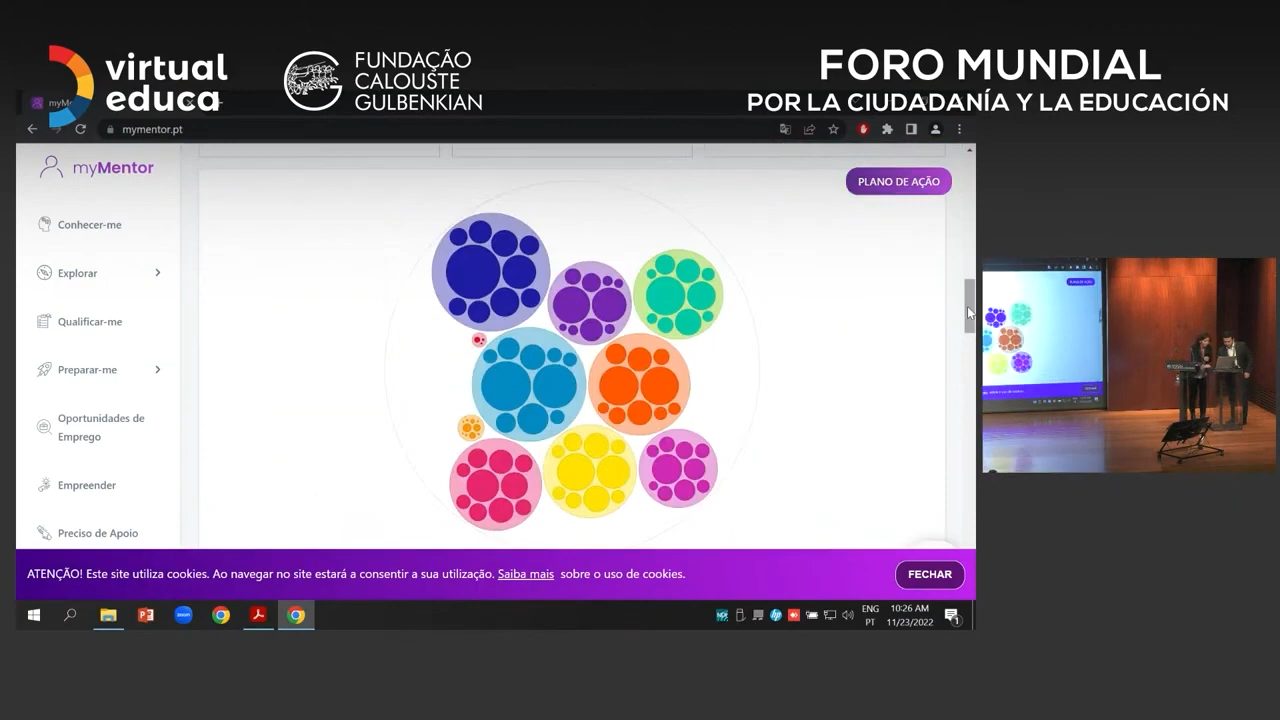 virtual
educa
FUNDAÇÃO
CALOUSTE
GULBENKIAN
FORO MUNDIAL
POR LA CIUDADANÍA Y LA EDUCACIÓN
mymentor.pt
myMentor
PLANO DE AÇÃO
Conhecer-me
Explorar
Qualificar-me
Preparar-me
Oportunidades de
Emprego
Empreender
Preciso de Apoio
ATENÇÃO! Este site utiliza cookies. Ao navegar no site estará a consentir a sua utilização. Saiba mais sobre o uso de cookies.
FECHAR
ENG
PT
10:26 AM
11/23/2022
1